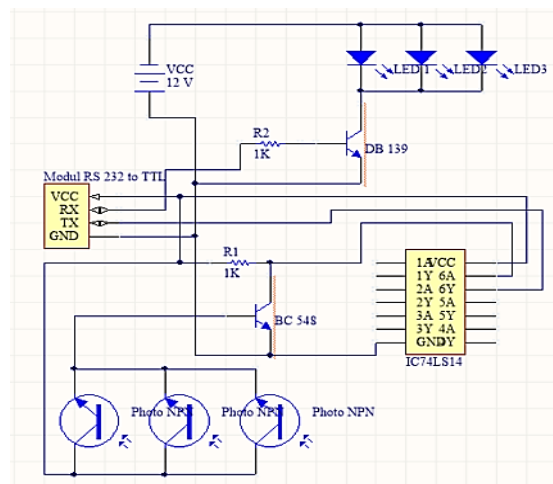 VCC
12 V
LED1
LED2
LED3
R2
1K
DB 139
Modul RS 232 to TTL
VCC
RX
TX
GND
R1
1K
BC 548
1A VCC
1Y 6A
2A 6Y
2Y 5A
3A 5Y
3Y 4A
GND 4Y
IC74LS14
Photo NPN
Photo NPN
Photo NPN